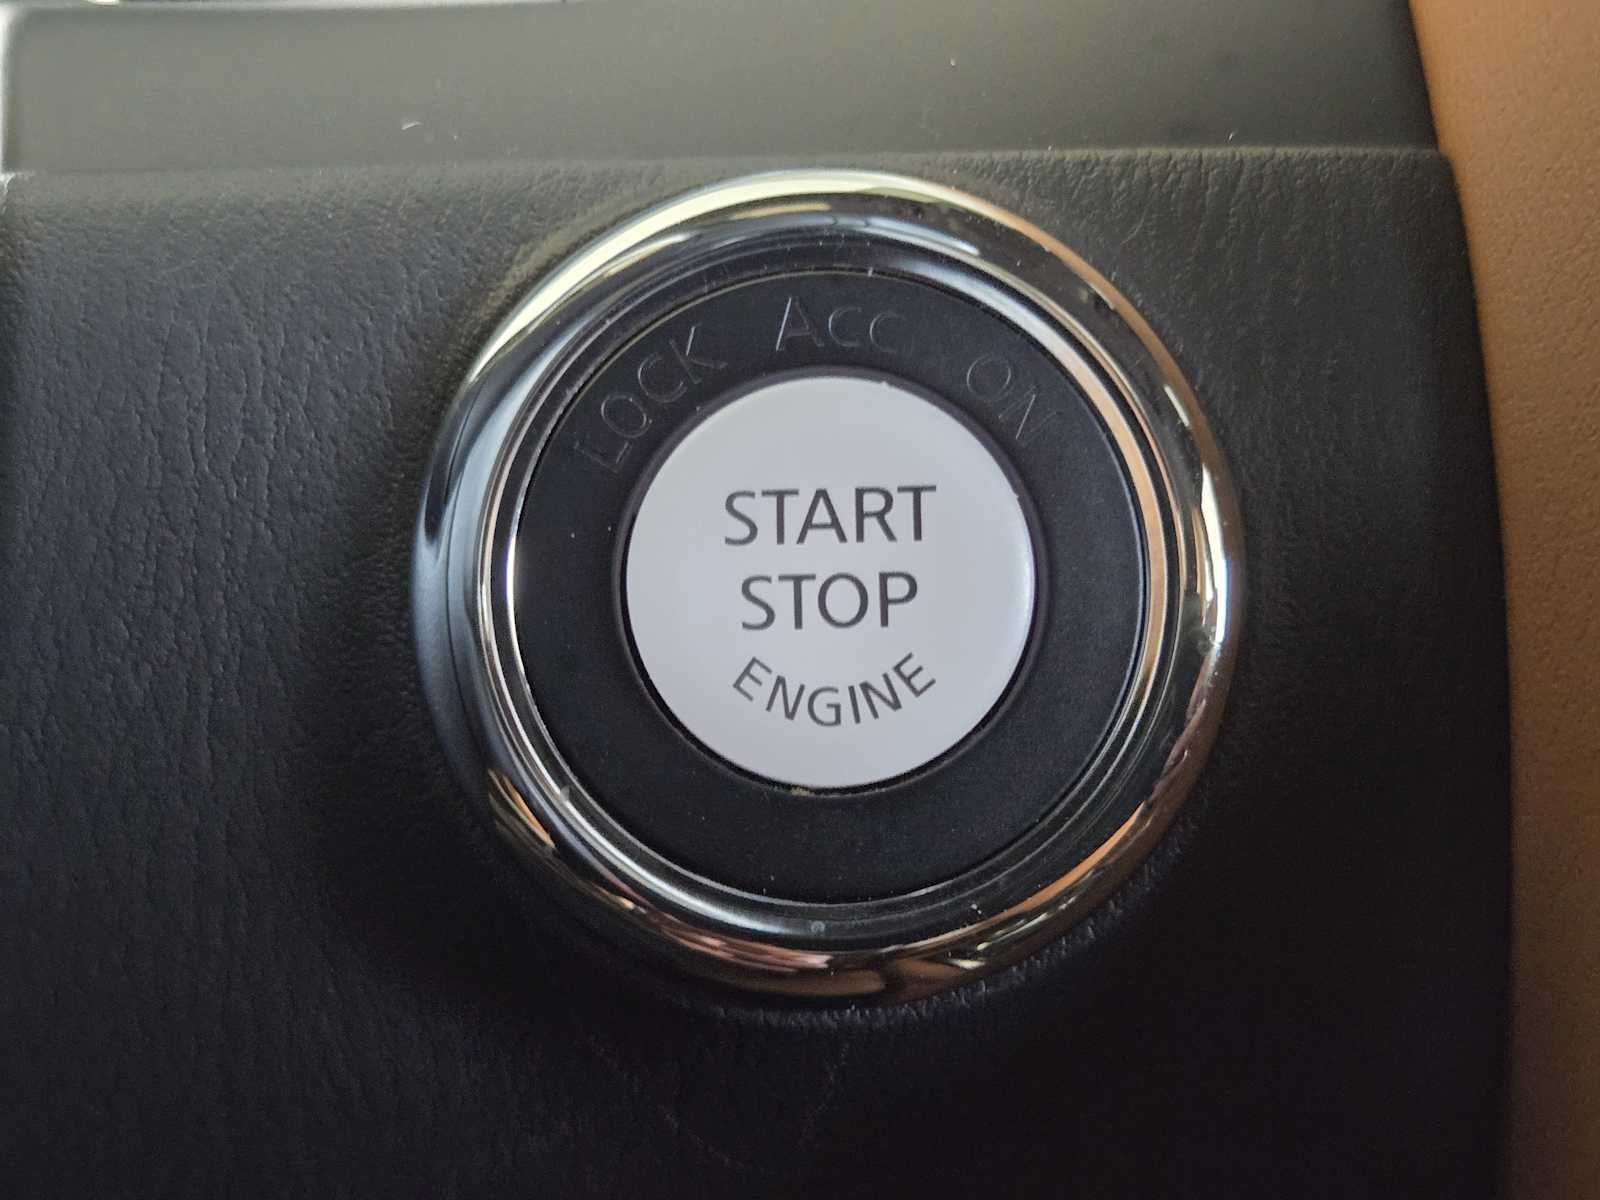 LOCK ACC ON
START
STOP
ENGINE